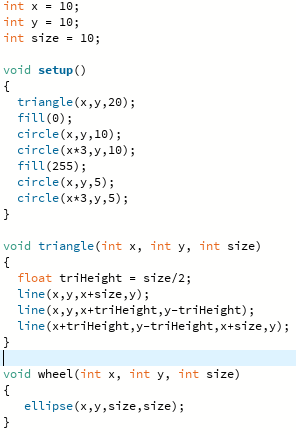 int x = 10;
int y = 10;
int size = 10;
void setup()
{
triangle(x,y,20);
fill(0);
circle(x,y,10);
circle(x*3,y,10);
fill(255);
circle(x,y,5);
circle(x*3,y,5);
}
void triangle(int x, int y, int size)
{
float triHeight = size/2;
line(x,y,x+size,y);
line(x,y,x+triHeight,y-triHeight);
line(x+triHeight,y-triHeight,x+size,y);
}
void wheel(int x, int y, int size)
{
ellipse(x,y,size,size);
}